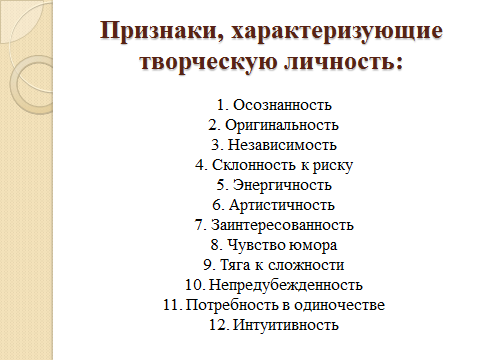 Признаки, характеризующие
творческую личность:
1. Осознанность
2. Оригинальность
3. Независимость
4. Склонность к риску
5. Энергичность
6. Артистичность
7. Заинтересованность
8. Чувство юмора
9. Тяга к сложности
10. Непредубежденность
11. Потребность в одиночестве
12. Интуитивность